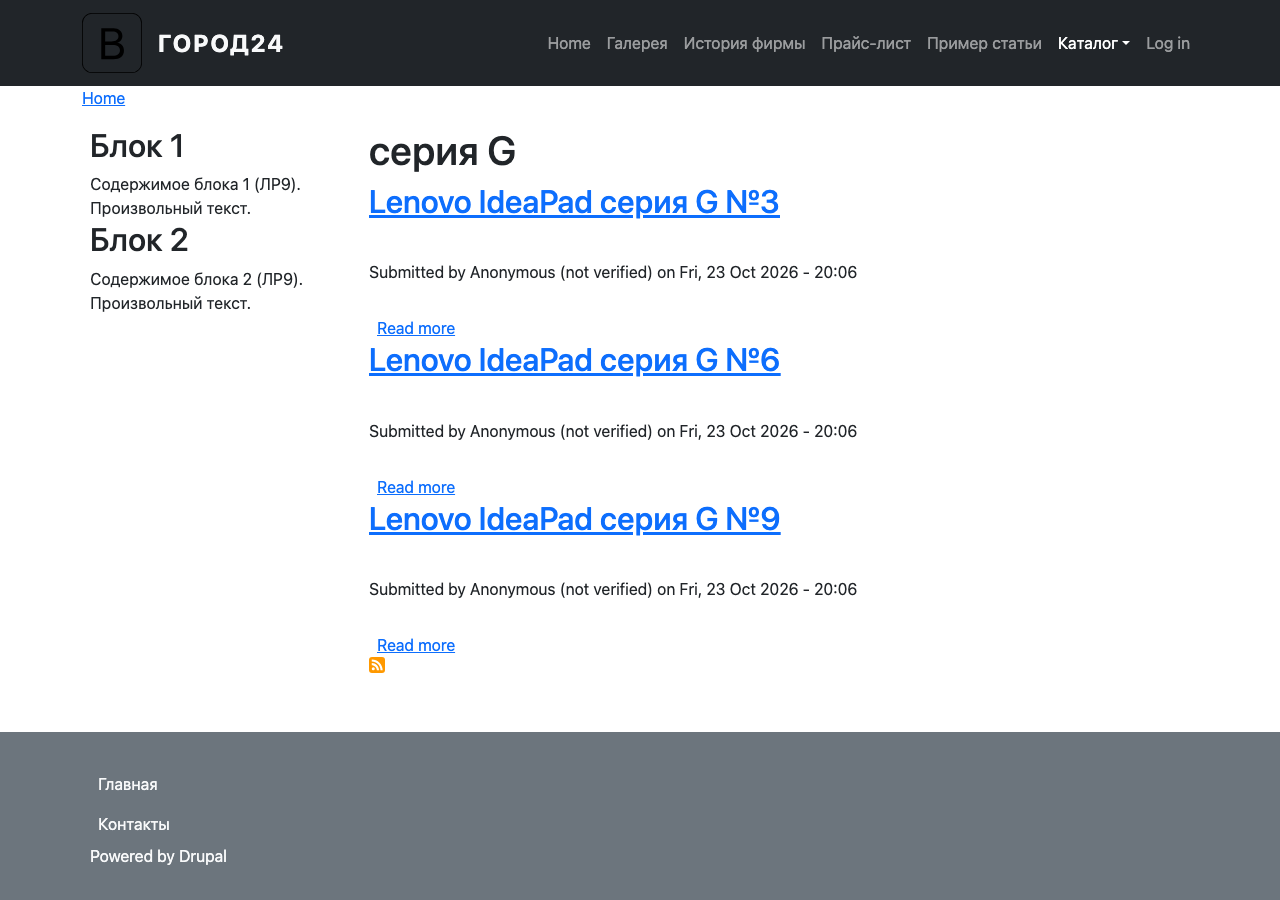 B
ГОРОД24
Home Галерея История фирмы Прайс-лист Пример статьи Каталог Log in
Home
Блок 1
Содержимое блока 1 (ЛР9).
Произвольный текст.
Блок 2
Содержимое блока 2 (ЛР9).
Произвольный текст.
серия G
Lenovo IdeaPad серия G №3
Submitted by Anonymous (not verified) on Fri, 23 Oct 2026 - 20:06
Read more
Lenovo IdeaPad серия G №6
Submitted by Anonymous (not verified) on Fri, 23 Oct 2026 - 20:06
Read more
Lenovo IdeaPad серия G №9
Submitted by Anonymous (not verified) on Fri, 23 Oct 2026 - 20:06
Read more
Главная
Контакты
Powered by Drupal